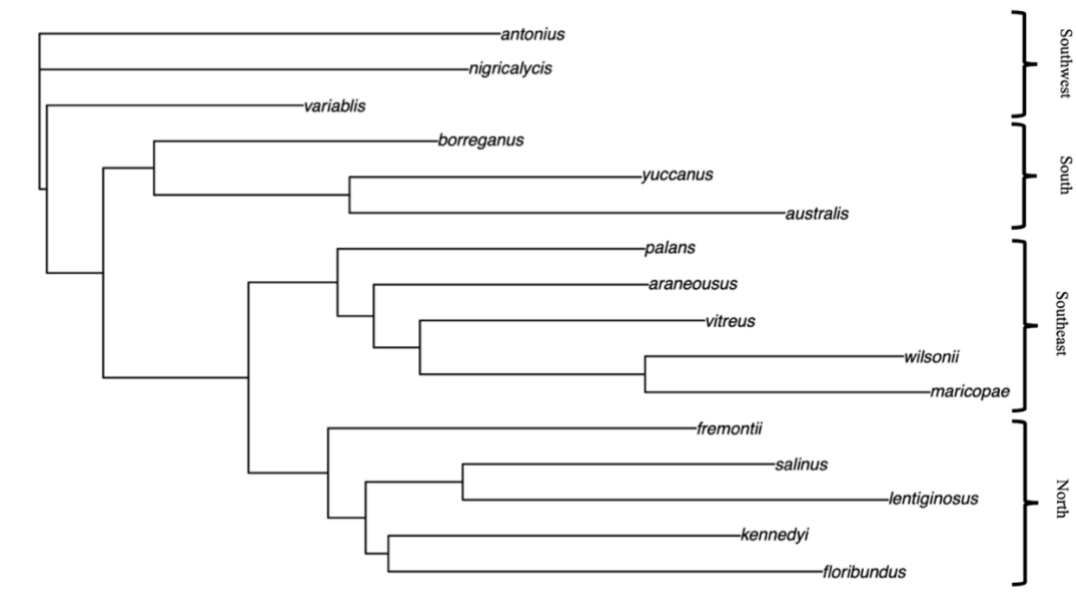 antonius
nigricalycis
variablis
borreganus
yuccanus
australis
palans
araneousus
vitreus
wilsonii
maricopae
fremontii
salinus
lentiginosus
kennedyi
floribundus
Southwest
South
Southeast
North